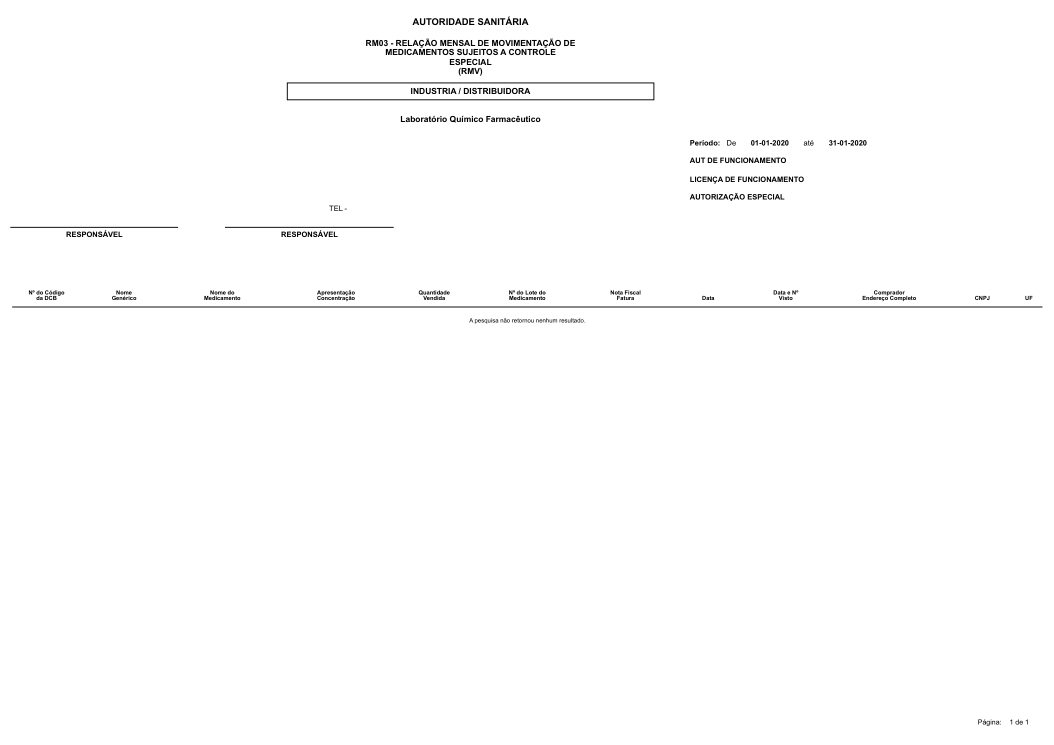 AUTORIDADE SANITÁRIA
RM03 - RELAÇÃO MENSAL DE MOVIMENTAÇÃO DE
MEDICAMENTOS SUJEITOS A CONTROLE
ESPECIAL
(RMV)
INDUSTRIA / DISTRIBUIDORA
Laboratório Químico Farmacêutico
Período: De 01-01-2020 até 31-01-2020
AUT DE FUNCIONAMENTO
LICENÇA DE FUNCIONAMENTO
AUTORIZAÇÃO ESPECIAL
TEL -
RESPONSÁVEL RESPONSÁVEL
Nº do Código Nome Nome do Apresentação Quantidade Nº do Lote do Nota Fiscal Data e Nº Comprador
da DCB Genérico Medicamento Concentração Vendida Medicamento Fatura Data Visto Endereço Completo CNPJ UF
A pesquisa não retornou nenhum resultado.
Página: 1 de 1